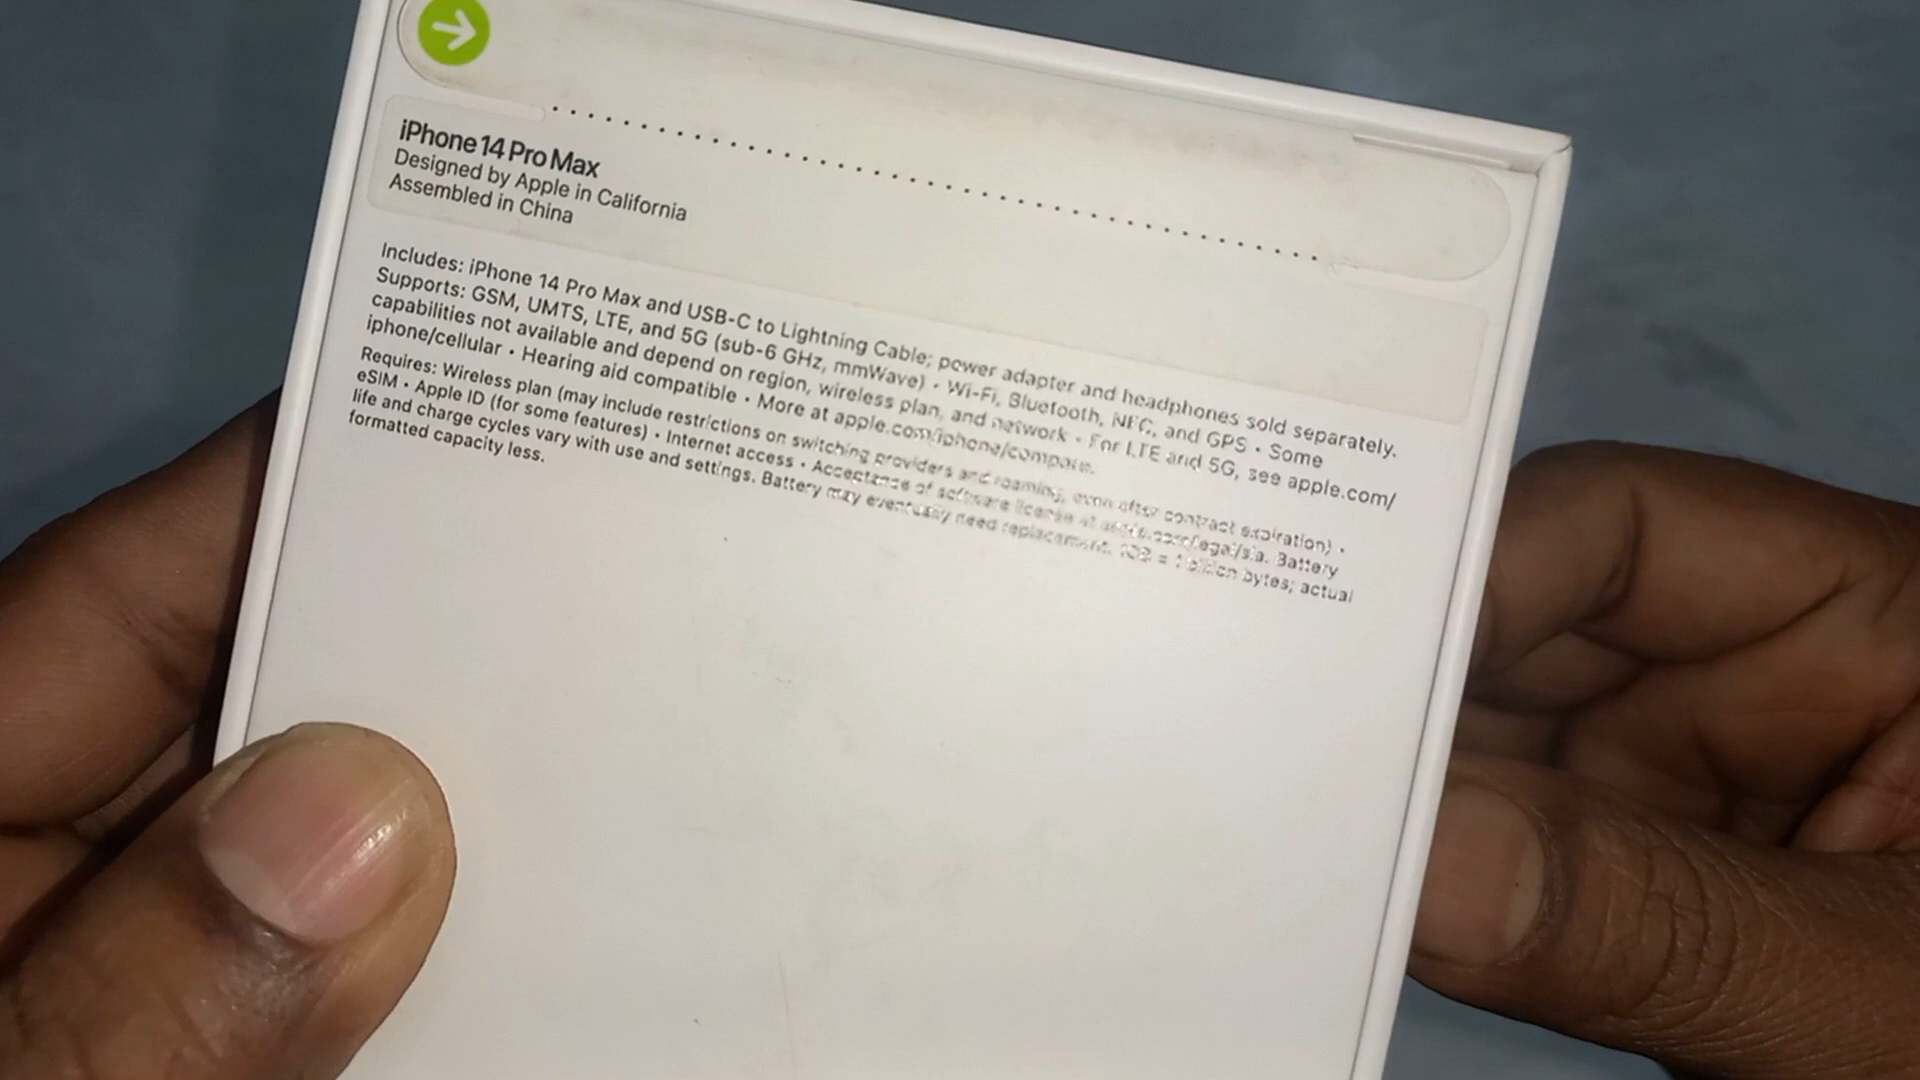 iPhone 14 Pro Max
Designed by Apple in California
Assembled in China
Includes: iPhone 14 Pro Max and USB-C to Lightning Cable; power adapter and headphones sold separately.
Supports: GSM, UMTS, LTE, and 5G (sub-6 GHz, mmWave) • Wi-Fi, Bluetooth, NFC, and GPS • Some
capabilities not available and depend on region, wireless plan, and network • For LTE and 5G, see apple.com/
iphone/cellular • Hearing aid compatible • More at apple.com/iphone/compare.
Requires: Wireless plan (may include restrictions on switching providers and roaming, even after contract expiration) •
eSIM • Apple ID (for some features) • Internet access • Acceptance of software license at apple.com/legal/sla. Battery
life and charge cycles vary with use and settings. Battery may eventually need replacement. 1GB = 1 billion bytes; actual
formatted capacity less.